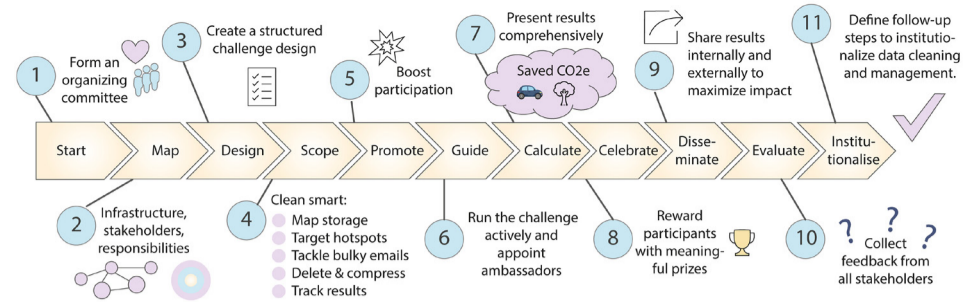 1
Form an
organizing
committee
3
Create a structured
challenge design
5
Boost
participation
7
Present results
comprehensively
Saved CO2e
9
Share results
internally and
externally to
maximize impact
11
Define follow-up
steps to institutio-
nalize data cleaning
and management.
Start
Map
Design
Scope
Promote
Guide
Calculate
Celebrate
Disse-
minate
Evaluate
Institu-
tionalise
2
Infrastructure,
stakeholders,
responsibilities
4
Clean smart:
Map storage
Target hotspots
Tackle bulky emails
Delete & compress
Track results
6
Run the challenge
actively and
appoint
ambassadors
8
Reward
participants
with meaning-
ful prizes
10
? ? ?
Collect
feedback from
all stakeholders